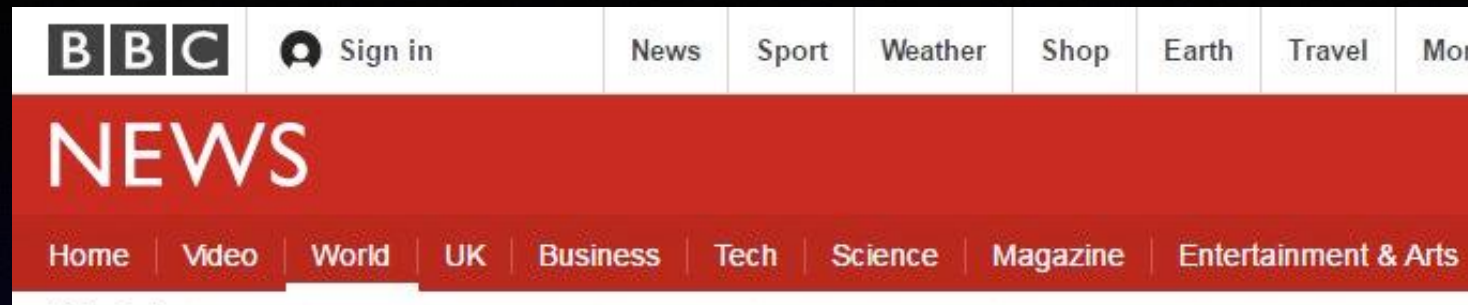 BBC Sign in News Sport Weather Shop Earth Travel
NEWS
Home Video World UK Business Tech Science Magazine Entertainment & Arts